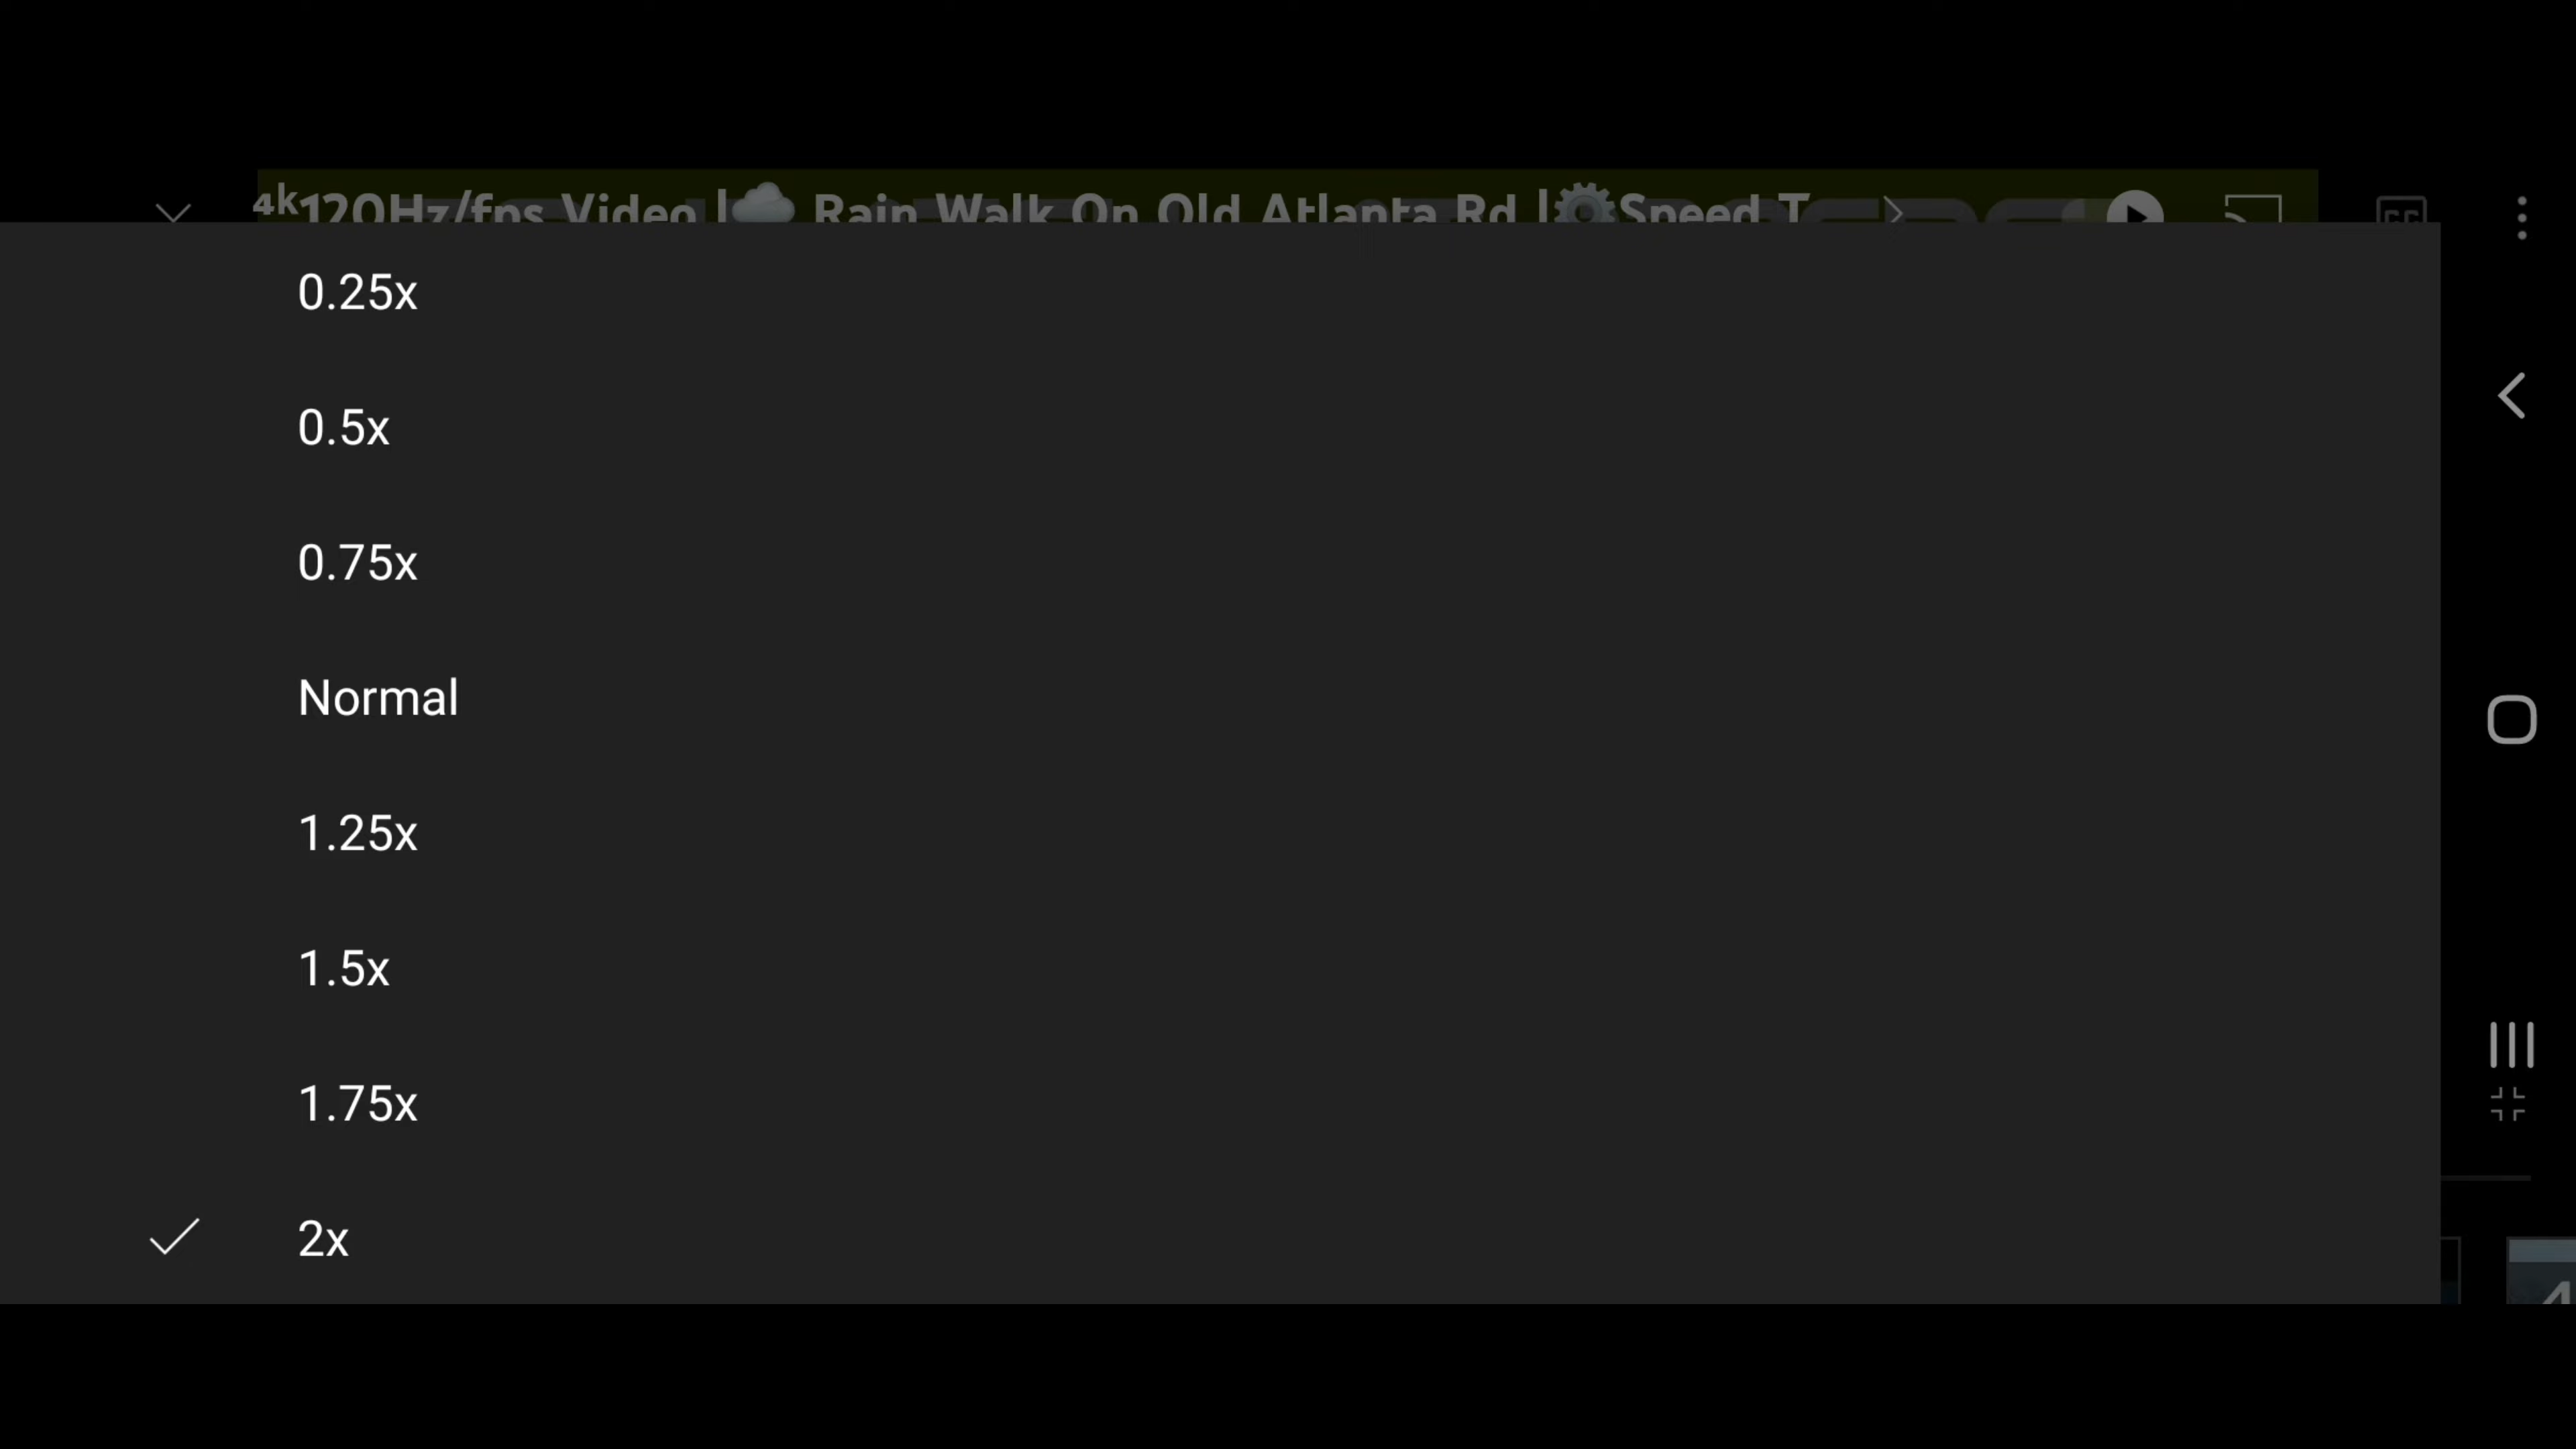 4k120Hz/fps Video |☁️ Rain Walk On Old Atlanta Rd |⚙️Speed T
0.25x
0.5x
0.75x
Normal
1.25x
1.5x
1.75x
2x
4